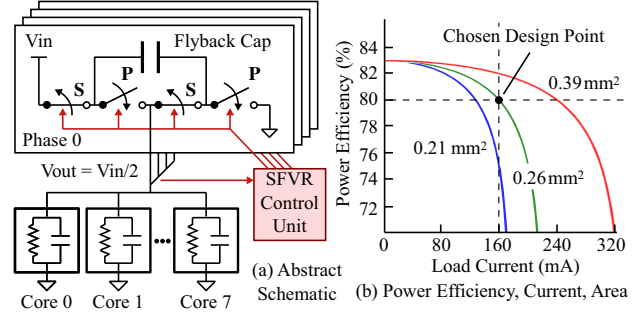 Vin
Flyback Cap
S
P
S
P
Phase 0
Vout = Vin/2
SFVR
Control
Unit
Core 0
Core 1
Core 7
(a) Abstract
Schematic
Chosen Design Point
Power Efficiency (%)
83
82
80
78
76
74
72
0.39mm²
0.21 mm²
0.26mm²
0
80
160
240
320
Load Current (mA)
(b) Power Efficiency, Current, Area